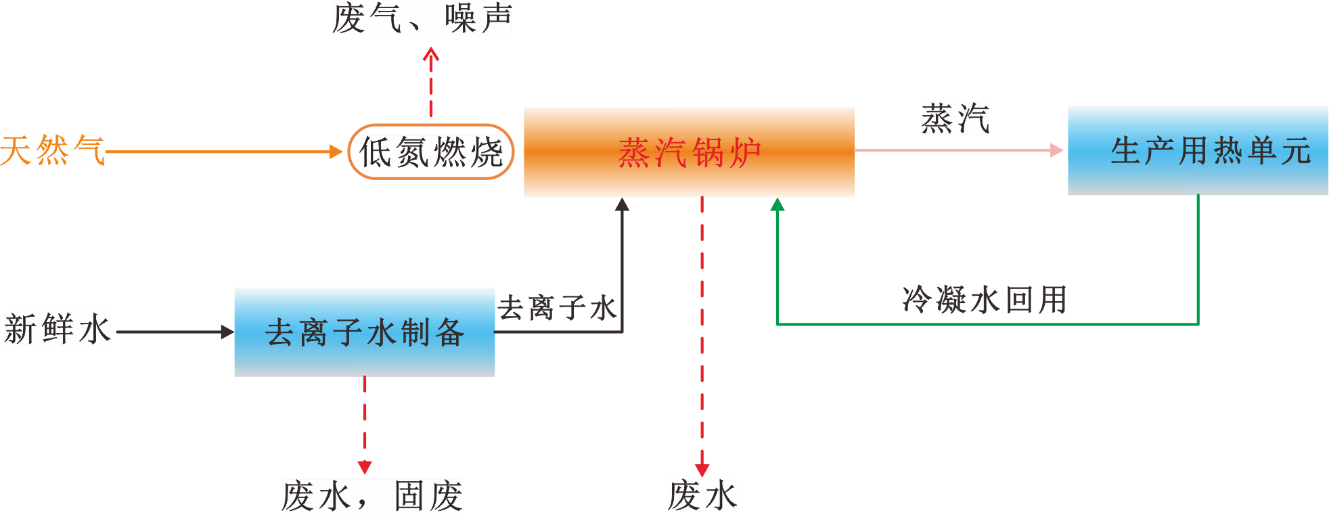 废气、噪声
天然气
低氮燃烧
蒸汽锅炉
蒸汽
生产用热单元
新鲜水
去离子水制备
去离子水
冷凝水回用
废水，固废
废水